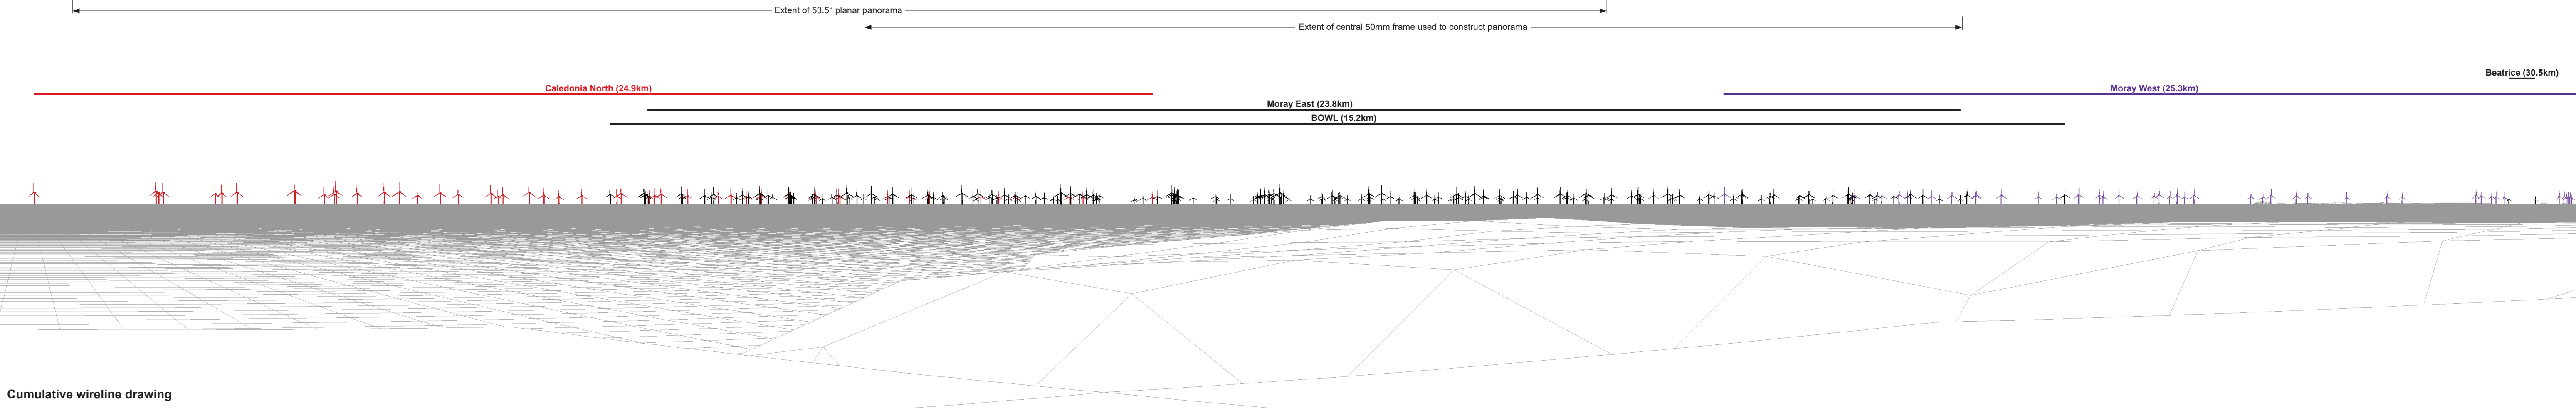 Extent of 53.5° planar panorama
Extent of central 50mm frame used to construct panorama
Beatrice (30.5km)
Caledonia North (24.9km)
Moray West (25.3km)
Moray East (23.8km)
BOWL (15.2km)
Cumulative wireline drawing